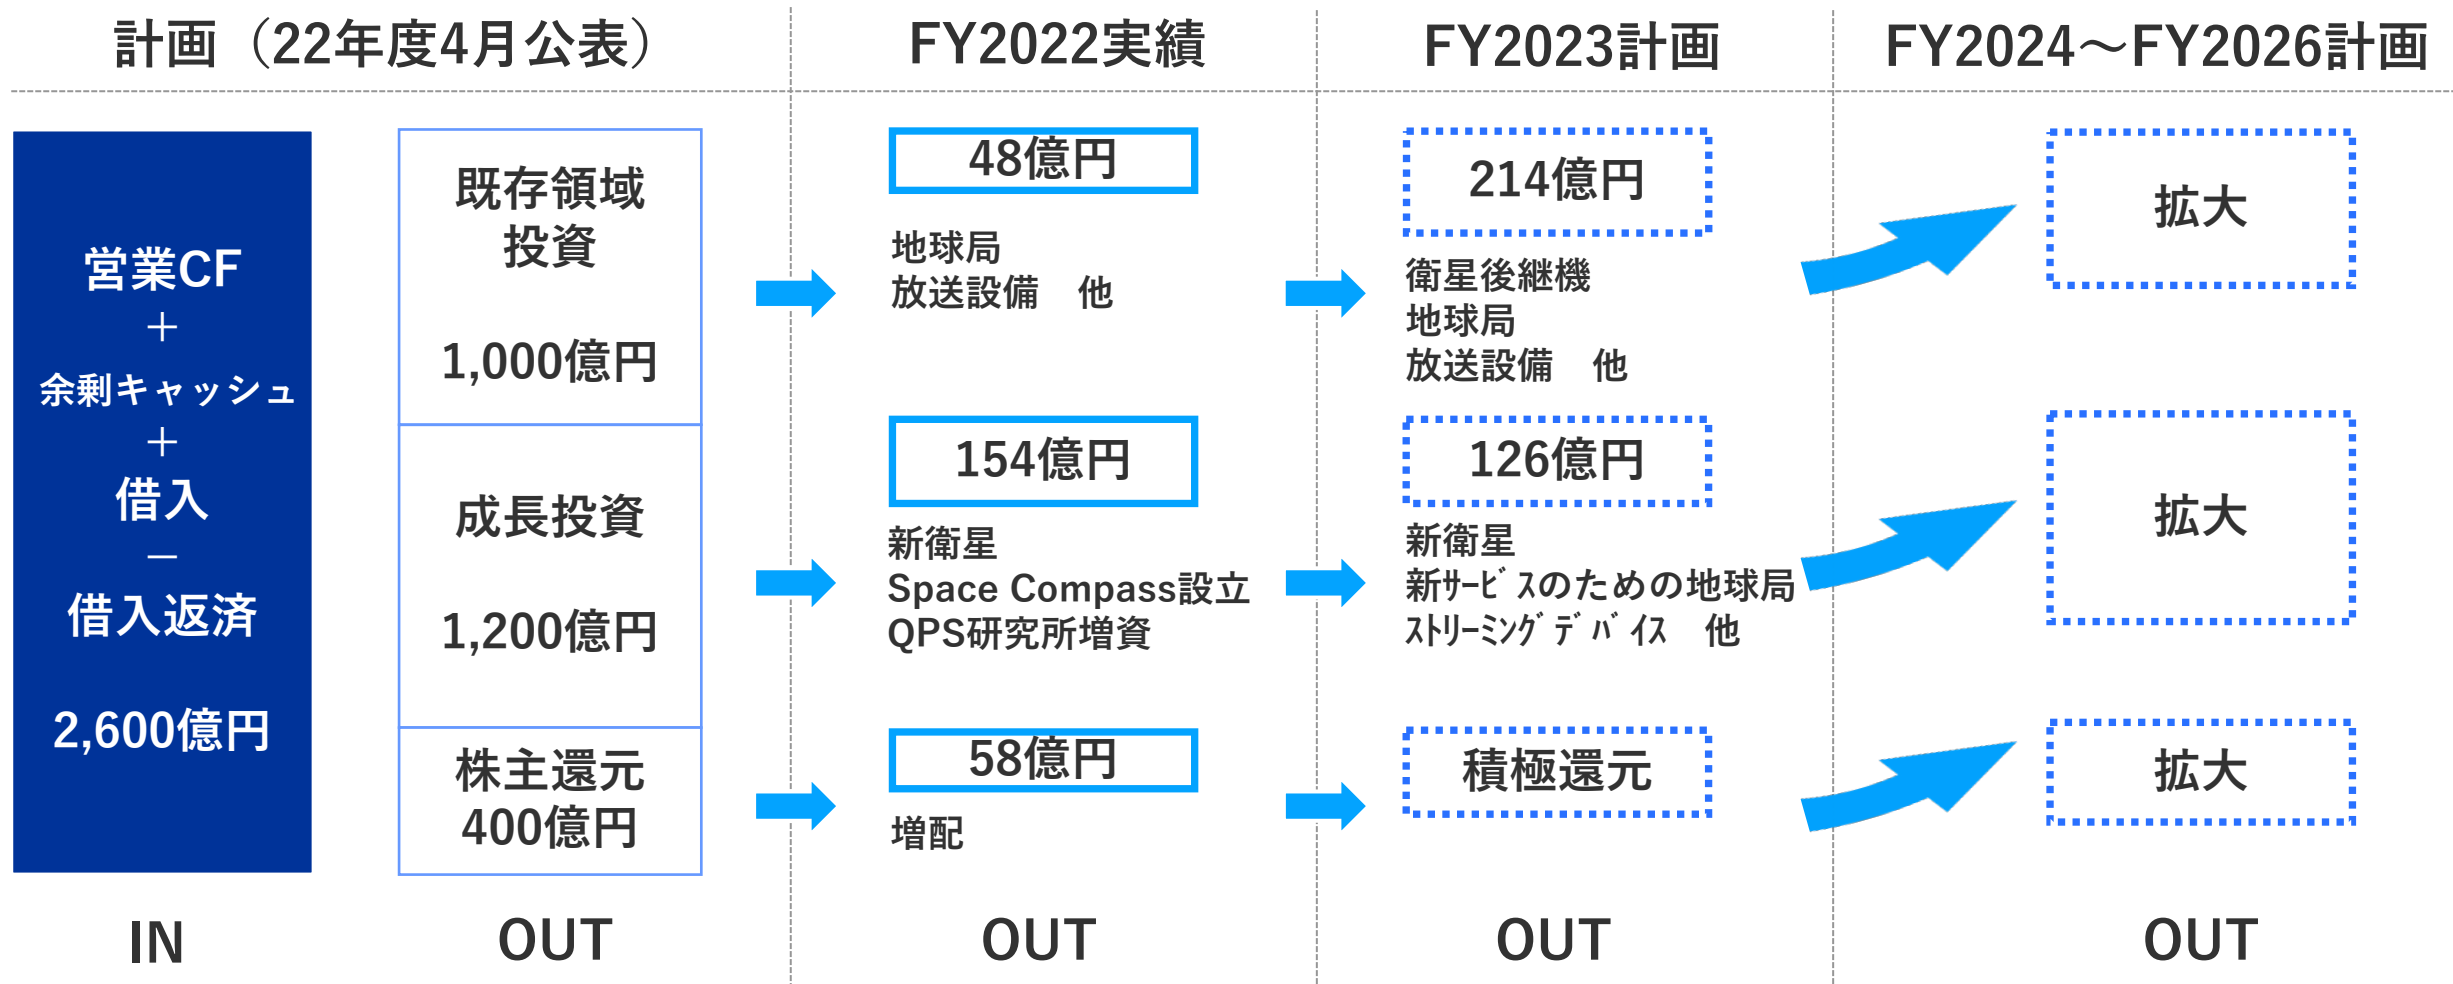 計画（22年度4月公表）
営業CF
＋
余剰キャッシュ
＋
借入
－
借入返済
2,600億円
IN
既存領域
投資
1,000億円
成長投資
1,200億円
株主還元
400億円
OUT
FY2022実績
48億円
地球局
放送設備　他
154億円
新衛星
Space Compass設立
QPS研究所増資
58億円
増配
OUT
FY2023計画
214億円
衛星後継機
地球局
放送設備　他
126億円
新衛星
新ｻｰﾋﾞｽのための地球局
ｽﾄﾘｰﾐﾝｸﾞﾃﾞﾊﾞｲｽ　他
積極還元
OUT
FY2024～FY2026計画
拡大
拡大
拡大
OUT